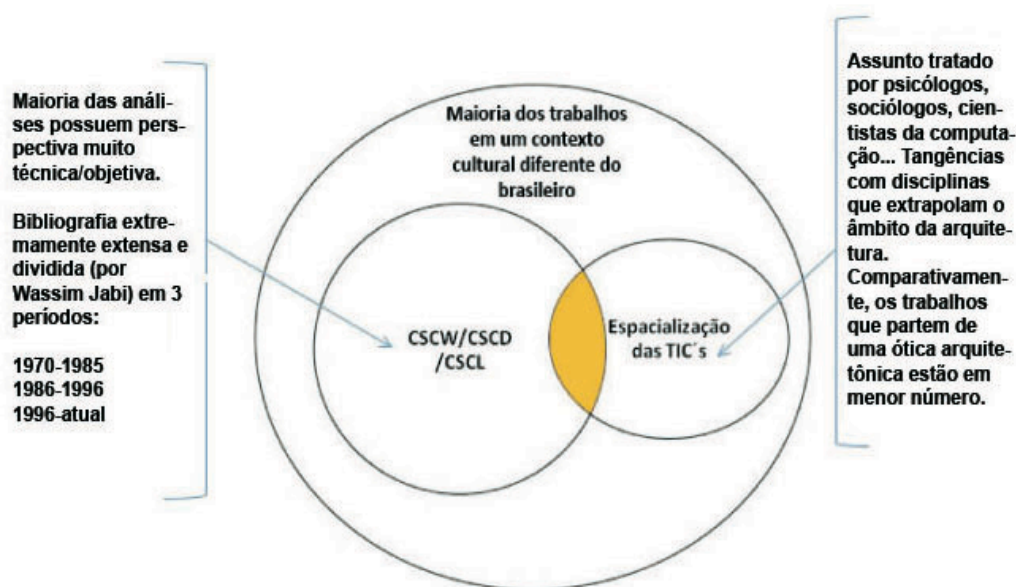 Maioria das análi-
ses possuem pers-
pectiva muito
técnica/objetiva.
Bibliografia extre-
mamente extensa e
dividida (por
Wassim Jabi) em 3
períodos:
1970-1985
1986-1996
1996-atual
Maioria dos trabalhos
em um contexto
cultural diferente do
brasileiro
CSCW/CSCD
/CSCL
Espacialização
das TIC´s
Assunto tratado
por psicólogos,
sociólogos, cien-
tistas da computa-
ção... Tangências
com disciplinas
que extrapolam o
âmbito da arquite-
tura.
Comparativamen-
te, os trabalhos
que partem de
uma ótica arquite-
tônica estão em
menor número.